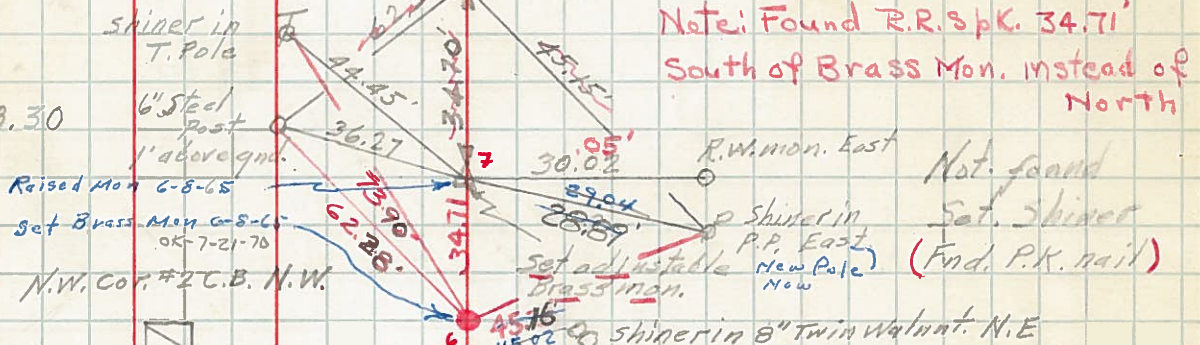 shiner in
T. Pole
Note: Found R.R. Spk. 34.71'
South of Brass Mon. instead of
North
34.70'
44.45'
45.45'
6" Steel
Post
1' above gnd.
36.27
7
.05'
30.02
R.W. mon. East
Not. found
Set. Shiner
(Fnd. P.K. nail)
Raised Mon 6-8-65
Set Brass Mon 6-8-65
OK-7-21-70
73.90'
62.28'
34.71
29.04
28.89'
Shiner in
P.P. East
New Pole
Now
Set adjustable
Brass mon.
N.W. Cor. #2 C.B. N.W.
6
45.16
45.02
shiner in 8" Twin Walnut. N.E